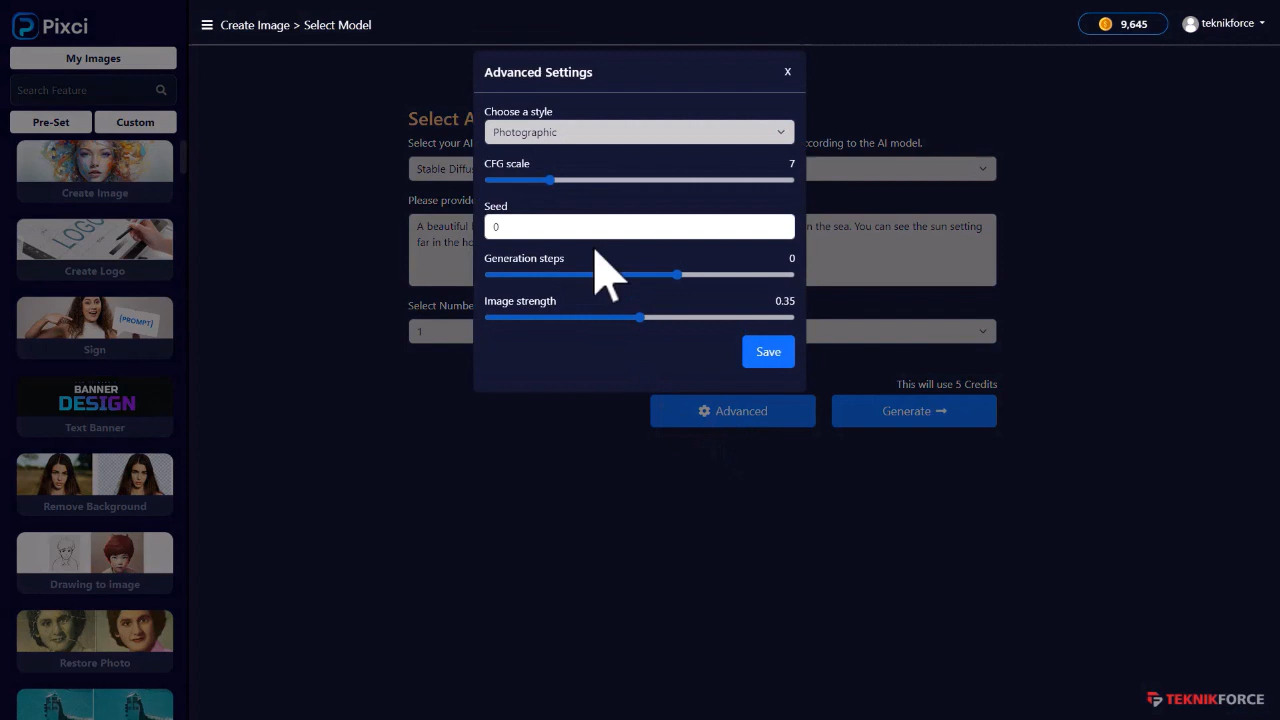 Pixci
Create Image > Select Model
9,645
teknikforce
My Images
Search Feature
Pre-Set
Custom
Create Image
LOGO
Create Logo
[PROMPT]
Sign
BANNER
DESIGN
Text Banner
Remove Background
Drawing to image
Restore Photo
Advanced Settings
X
Choose a style
Photographic
CFG scale
7
Seed
0
Generation steps
0
Image strength
0.35
Save
Select A
Select your AI
ccording to the AI model.
Stable Diffus
Please provide
A beautiful
n the sea. You can see the sun setting
far in the ho
Select Numbe
1
This will use 5 Credits
Advanced
Generate
TEKNIKFORCE